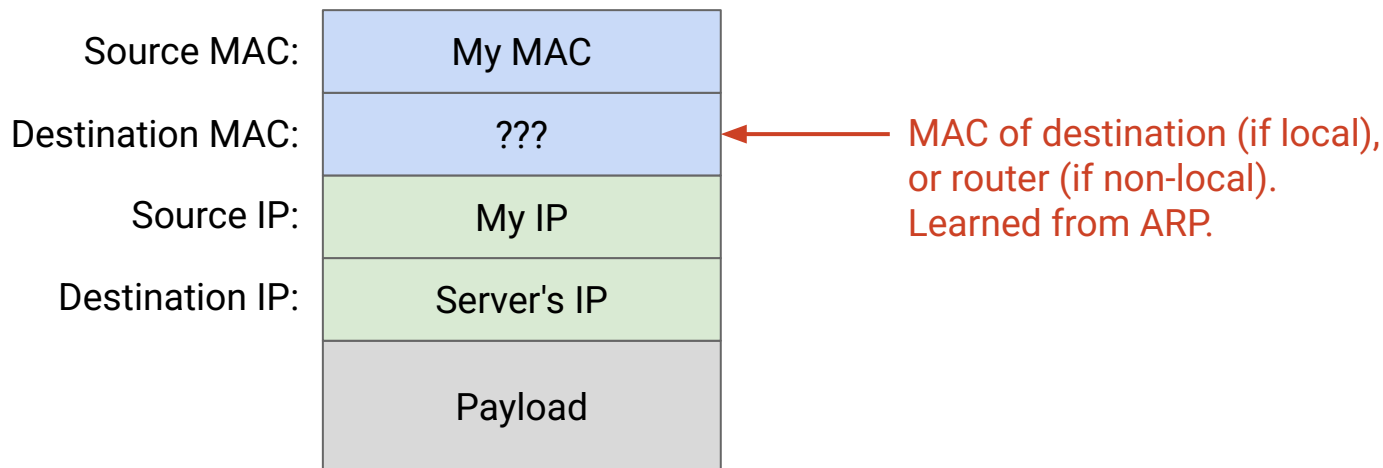 Source MAC: My MAC
Destination MAC: ???
MAC of destination (if local),
or router (if non-local).
Learned from ARP.
Source IP: My IP
Destination IP: Server's IP
Payload